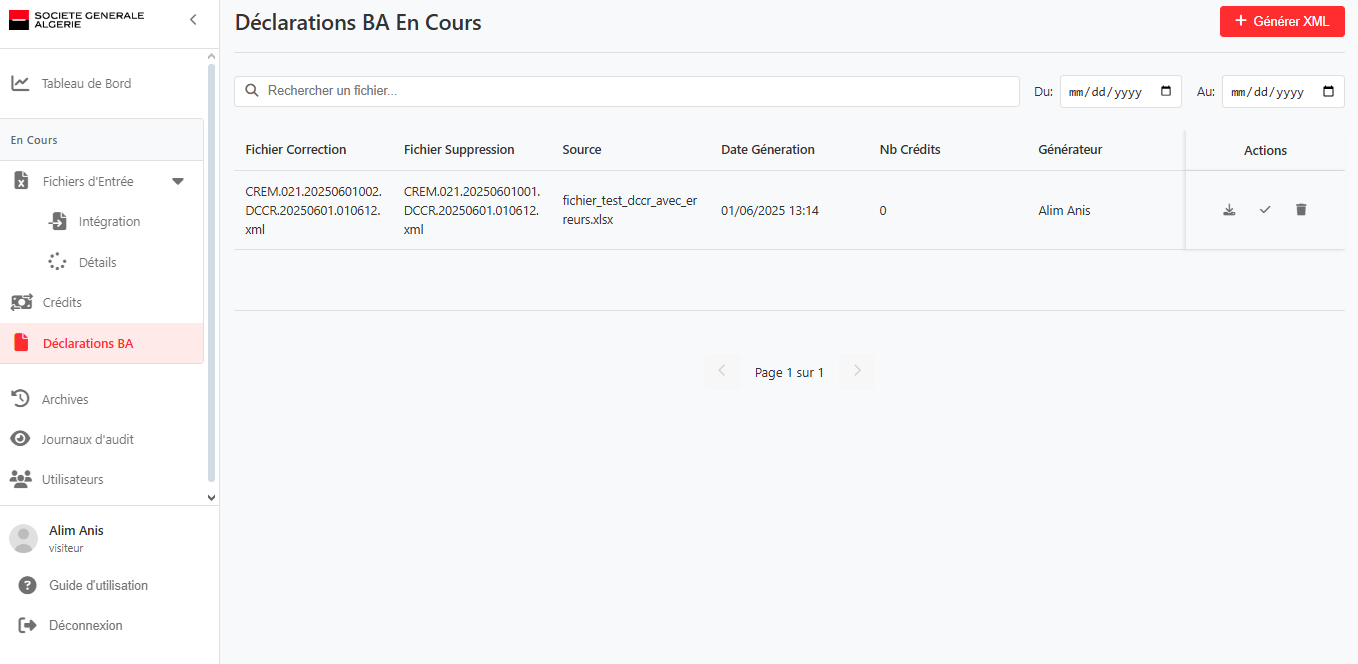 SOCIETE GENERALE
ALGERIE
Tableau de Bord
En Cours
Fichiers d'Entrée
Intégration
Détails
Crédits
Déclarations BA
Archives
Journaux d'audit
Utilisateurs
Alim Anis
visiteur
Guide d'utilisation
Déconnexion
Déclarations BA En Cours
+ Générer XML
Rechercher un fichier...
Du: mm/dd/yyyy Au: mm/dd/yyyy
Fichier Correction Fichier Suppression Source Date Géneration Nb Crédits Générateur Actions
CREM.021.20250601002.
DCCR.20250601.010612.
xml
CREM.021.20250601001.
DCCR.20250601.010612.
xml
fichier_test_dccr_avec_er
reurs.xlsx
01/06/2025 13:14
0
Alim Anis
Page 1 sur 1